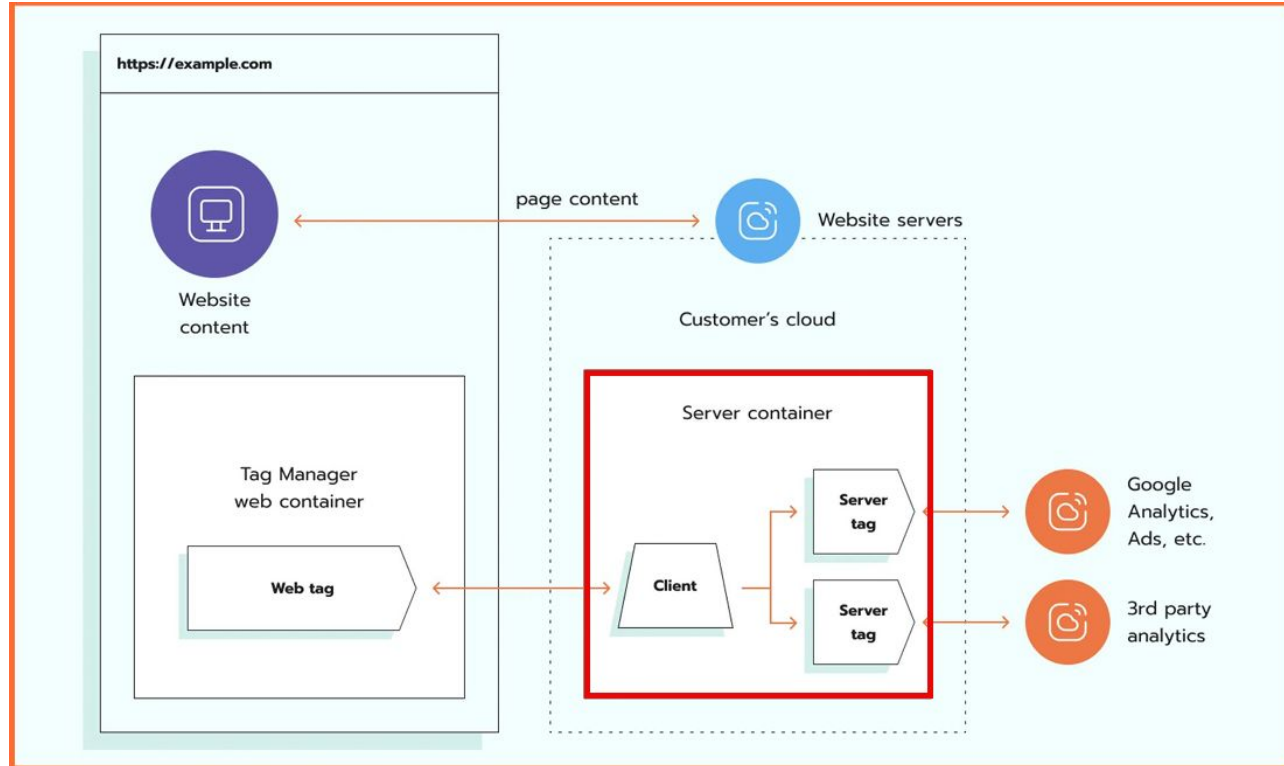 https://example.com
page content
Website servers
Website
content
Customer's cloud
Server container
Tag Manager
web container
Server
tag
Google
Analytics,
Ads, etc.
Web tag
Client
Server
tag
3rd party
analytics